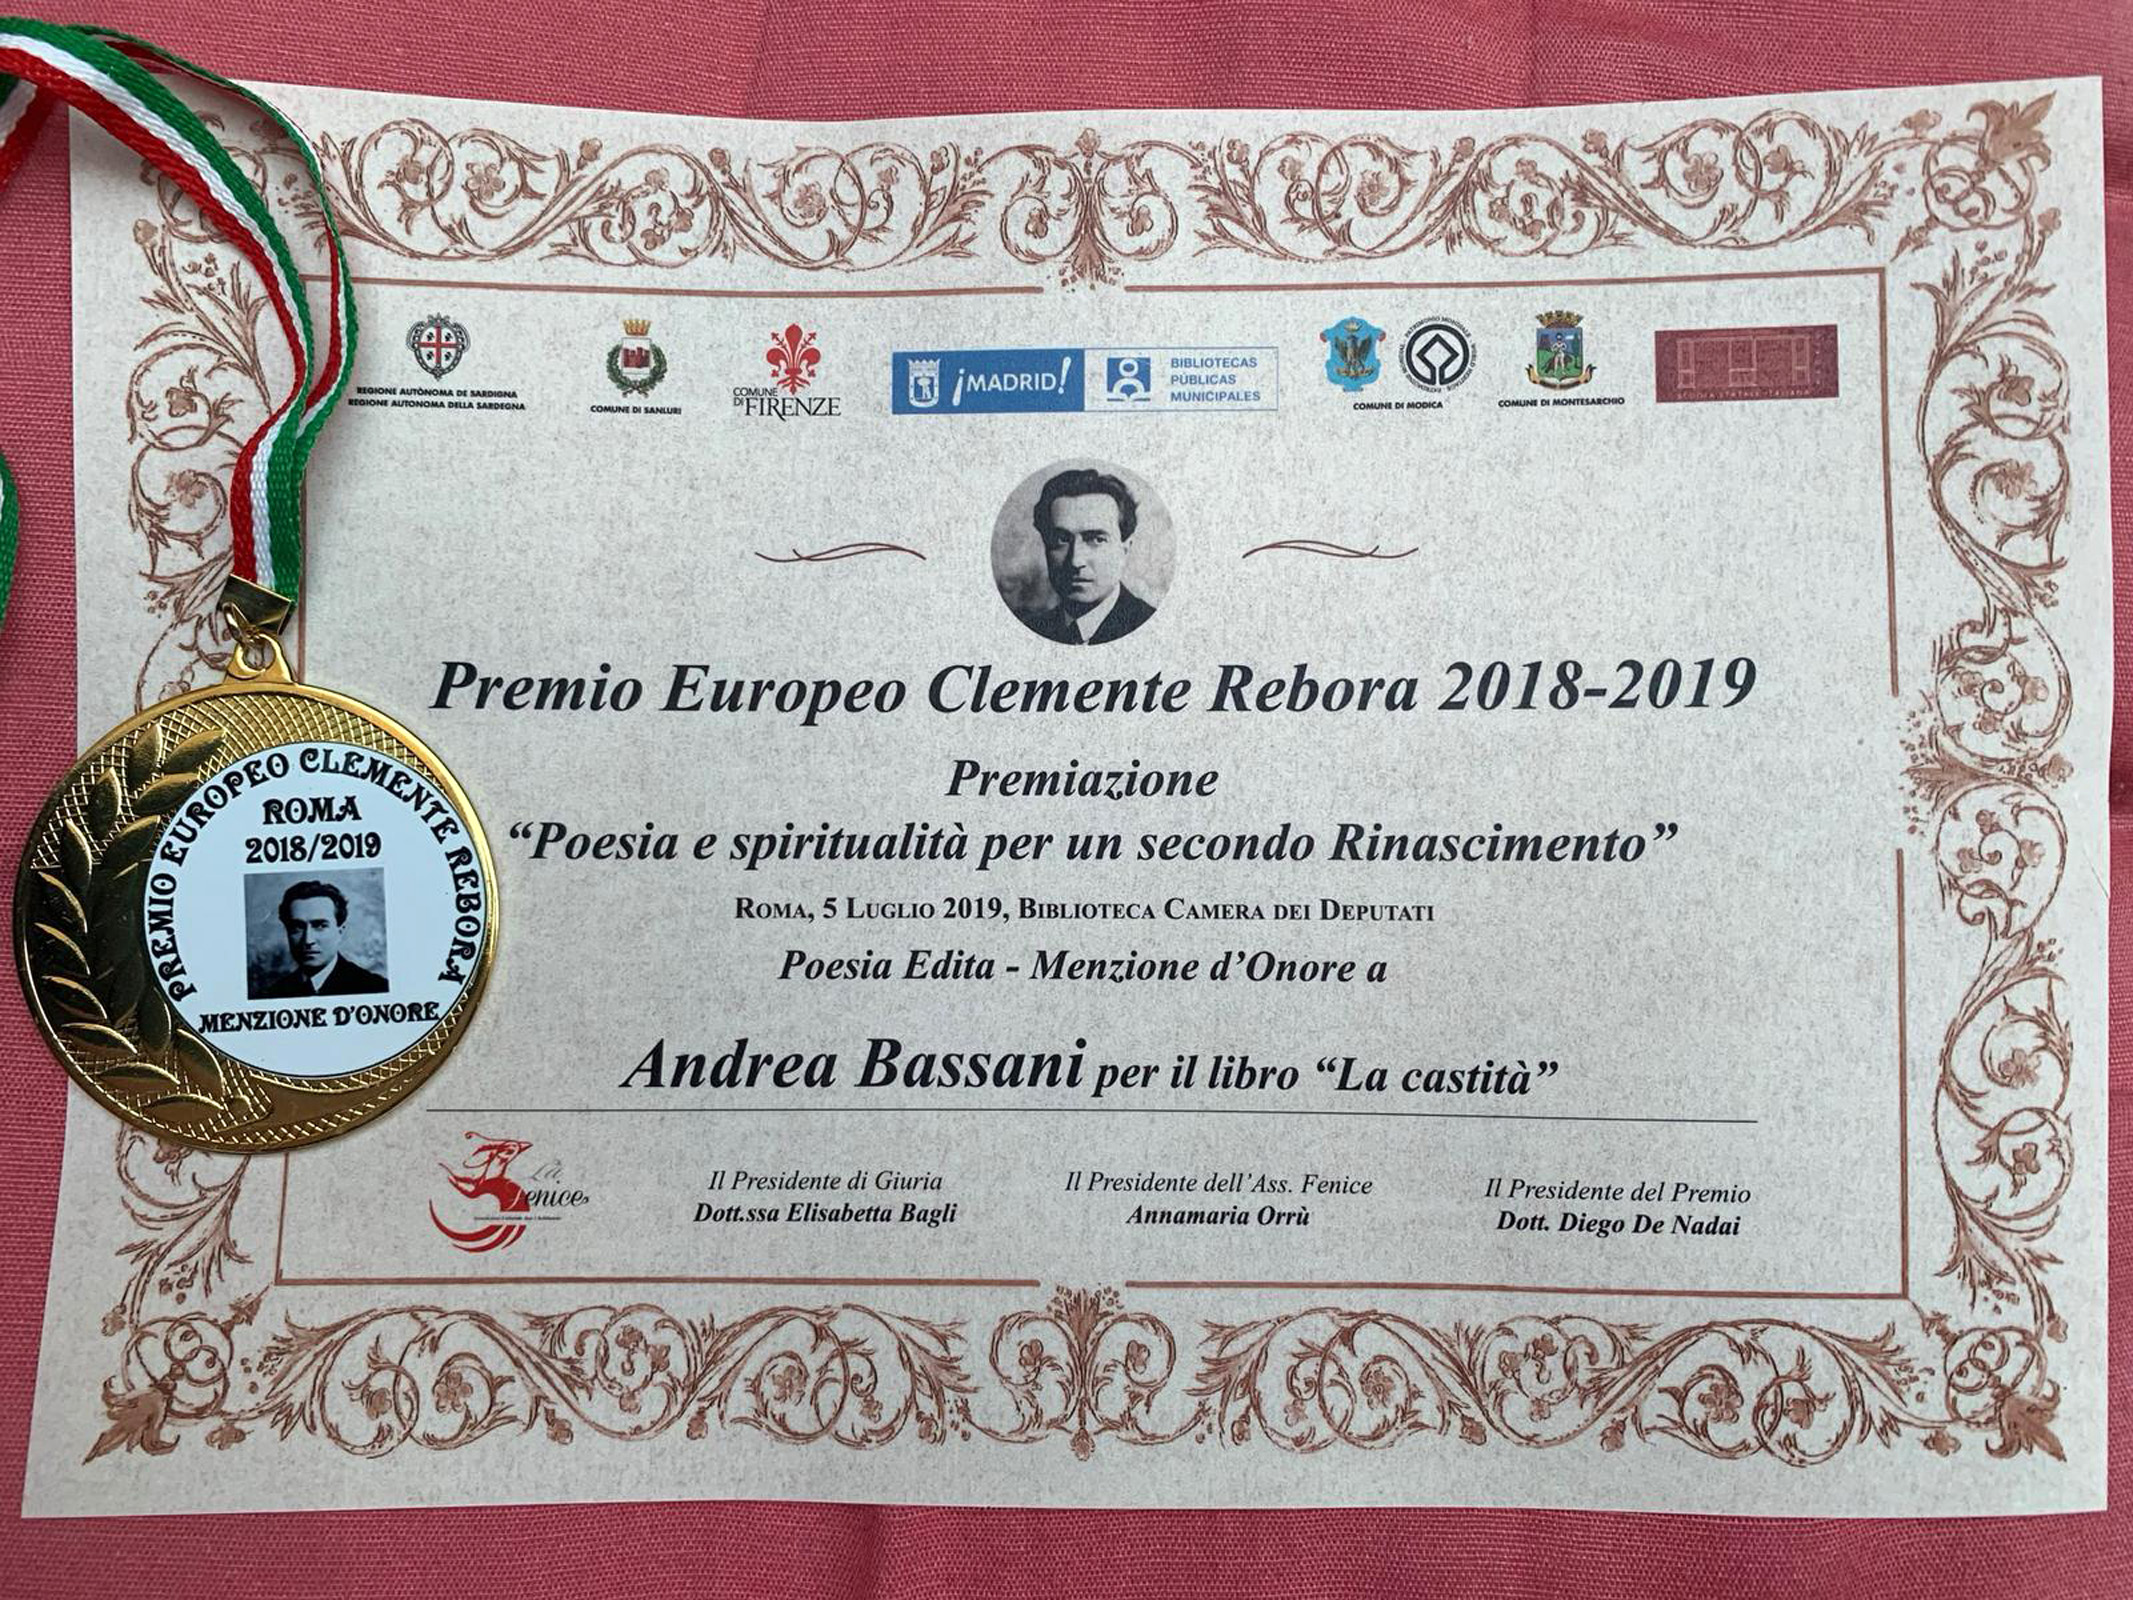 REGIONE AUTÒNOMA DE SARDIGNA
REGIONE AUTONOMA DELLA SARDEGNA
COMUNE DI SANLURI
COMUNE
DI FIRENZE
¡MADRID!
BIBLIOTECAS
PÚBLICAS
MUNICIPALES
COMUNE DI MODICA
COMUNE DI MONTESARCHIO
Premio Europeo Clemente Rebora 2018-2019
Premiazione
“Poesia e spiritualità per un secondo Rinascimento”
ROMA, 5 LUGLIO 2019, BIBLIOTECA CAMERA DEI DEPUTATI
Poesia Edita - Menzione d’Onore a
Andrea Bassani per il libro “La castità”
La
Fenice
Il Presidente di Giuria
Dott.ssa Elisabetta Bagli
Il Presidente dell’Ass. Fenice
Annamaria Orrù
Il Presidente del Premio
Dott. Diego De Nadai
PREMIO EUROPEO CLEMENTE REBORA
ROMA
2018/2019
MENZIONE D'ONORE